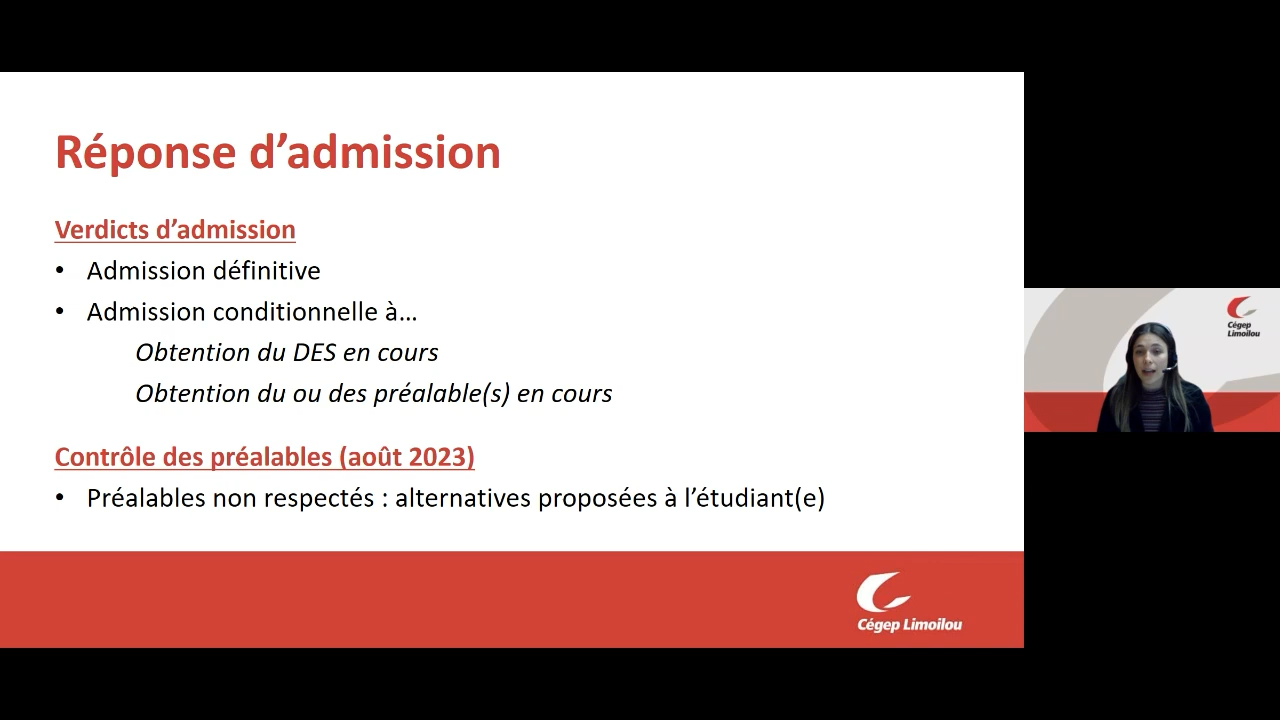 Réponse d’admission
Verdicts d’admission
• Admission définitive
• Admission conditionnelle à…
Obtention du DES en cours
Obtention du ou des préalable(s) en cours
Contrôle des préalables (août 2023)
• Préalables non respectés : alternatives proposées à l’étudiant(e)
Cégep Limoilou
Cégep
Limoilou